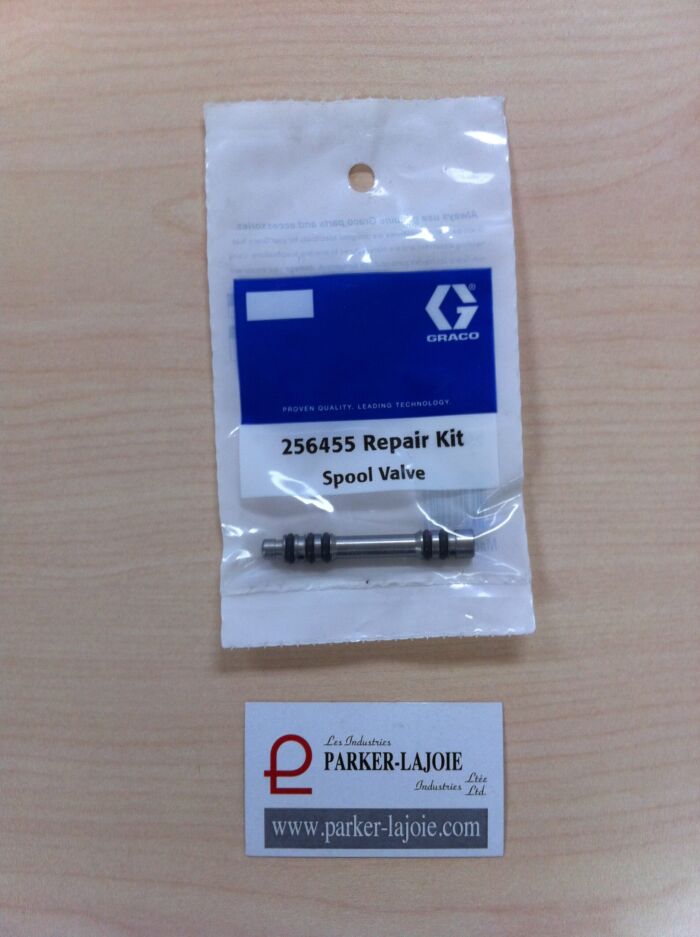 Always use genuine Graco parts and accessories
GRACO
PROVEN QUALITY. LEADING TECHNOLOGY.
256455 Repair Kit
Spool Valve
Les Industries
PARKER-LAJOIE
Industries
Ltée
Ltd.
www.parker-lajoie.com